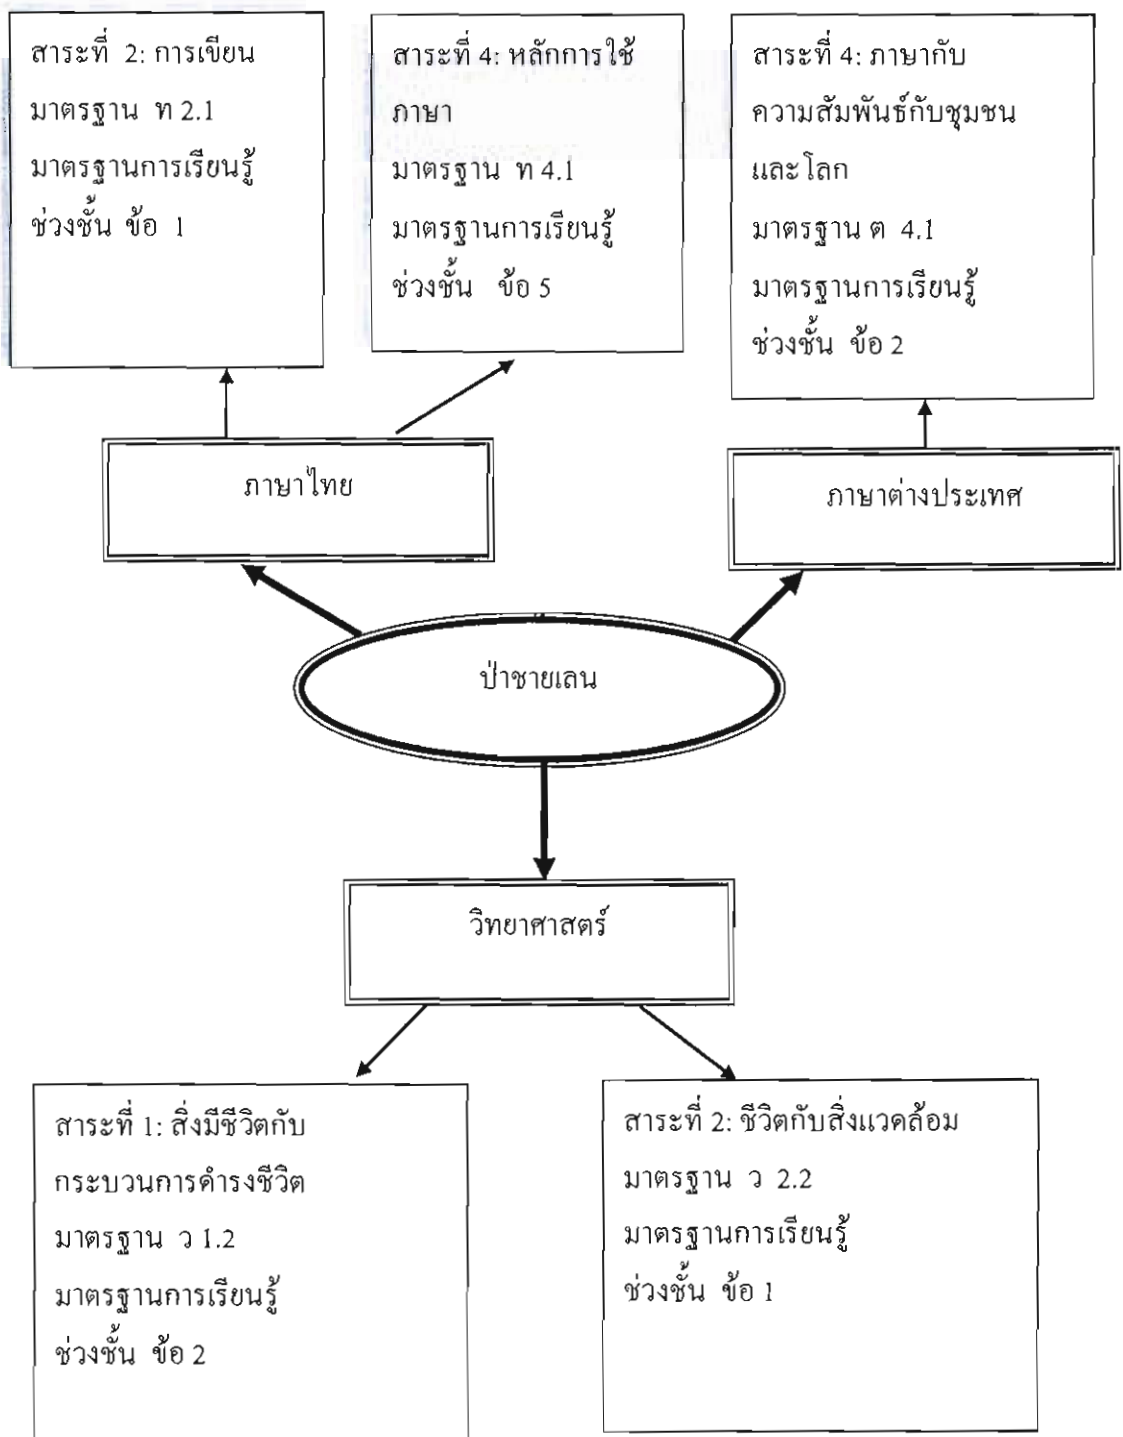 สาระที่ 2: การเขียน
มาตรฐาน ท 2.1
มาตรฐานการเรียนรู้
ช่วงชั้น ข้อ 1
สาระที่ 4: หลักการใช้
ภาษา
มาตรฐาน ท 4.1
มาตรฐานการเรียนรู้
ช่วงชั้น ข้อ 5
สาระที่ 4: ภาษากับ
ความสัมพันธ์กับชุมชน
และโลก
มาตรฐาน ต 4.1
มาตรฐานการเรียนรู้
ช่วงชั้น ข้อ 2
ภาษาไทย
ภาษาต่างประเทศ
ป่าชายเลน
วิทยาศาสตร์
สาระที่ 1: สิ่งมีชีวิตกับ
กระบวนการดำรงชีวิต
มาตรฐาน ว 1.2
มาตรฐานการเรียนรู้
ช่วงชั้น ข้อ 2
สาระที่ 2: ชีวิตกับสิ่งแวดล้อม
มาตรฐาน ว 2.2
มาตรฐานการเรียนรู้
ช่วงชั้น ข้อ 1